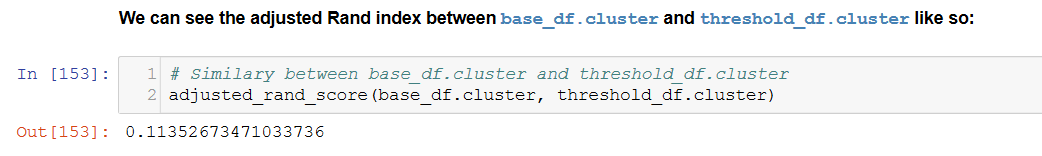 We can see the adjusted Rand index between base_df.cluster and threshold_df.cluster like so:
In [153]:
1 # Similary between base_df.cluster and threshold_df.cluster
2 adjusted_rand_score(base_df.cluster, threshold_df.cluster)
Out[153]: 0.11352673471033736